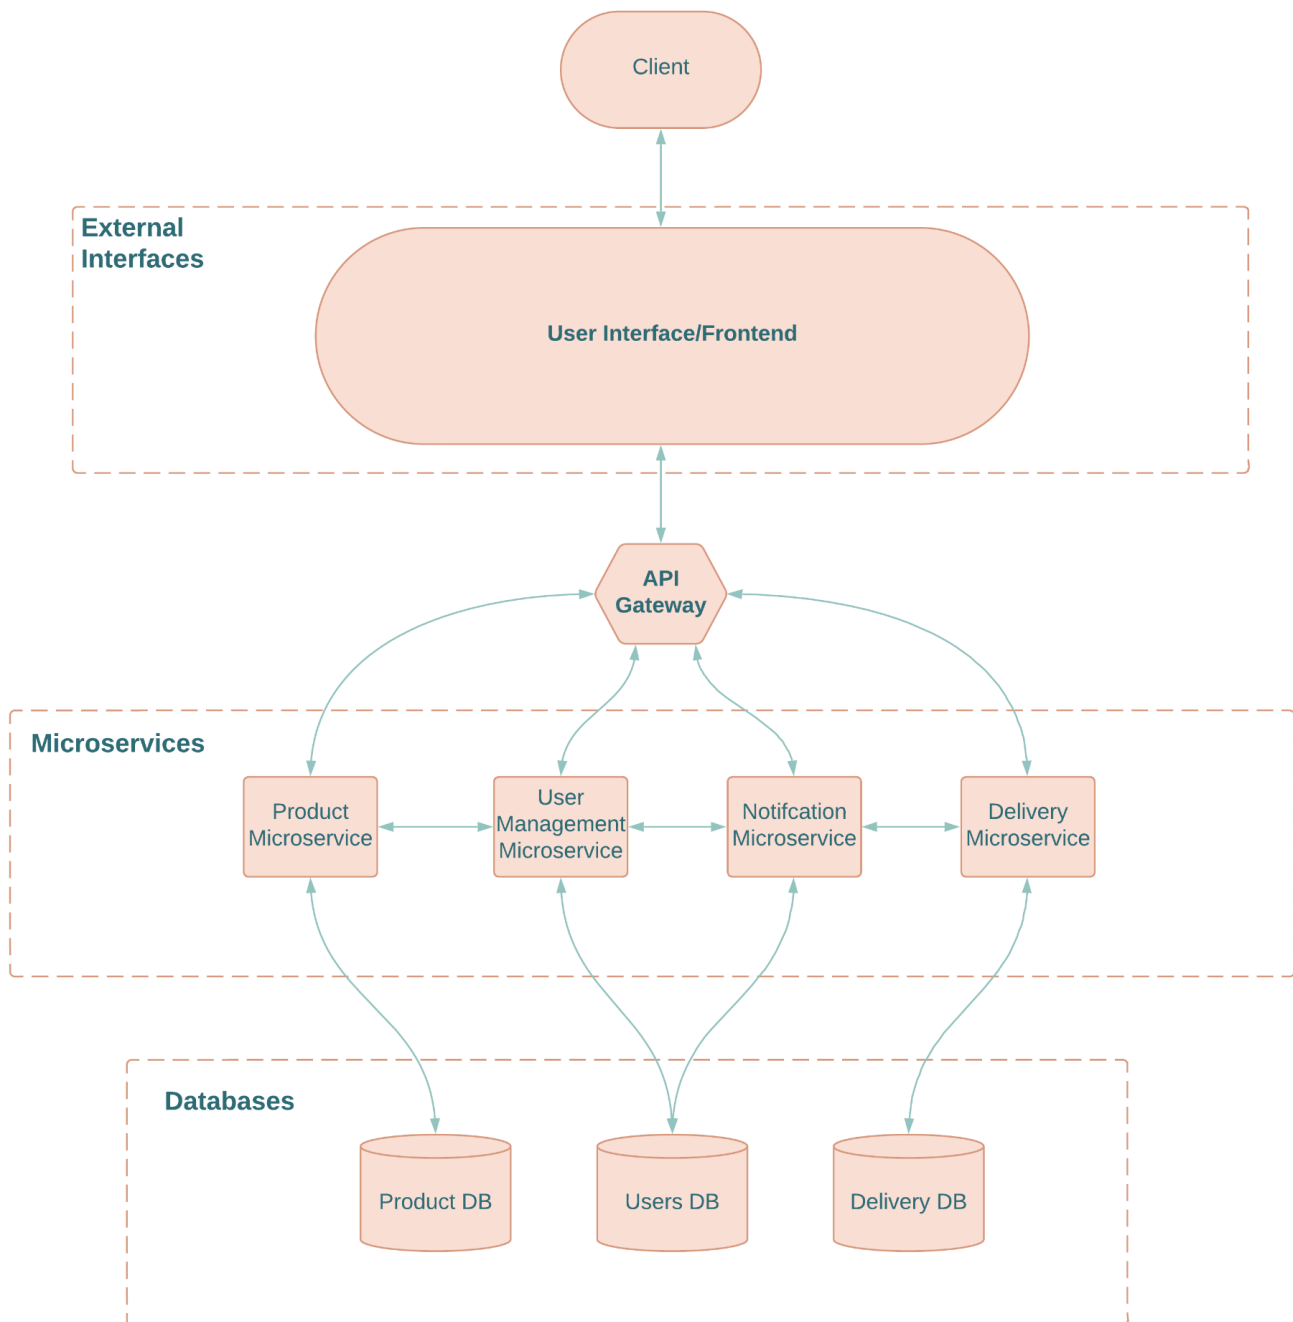 Client
External
Interfaces
User Interface/Frontend
API
Gateway
Microservices
Product
Microservice
User
Management
Microservice
Notifcation
Microservice
Delivery
Microservice
Databases
Product DB
Users DB
Delivery DB